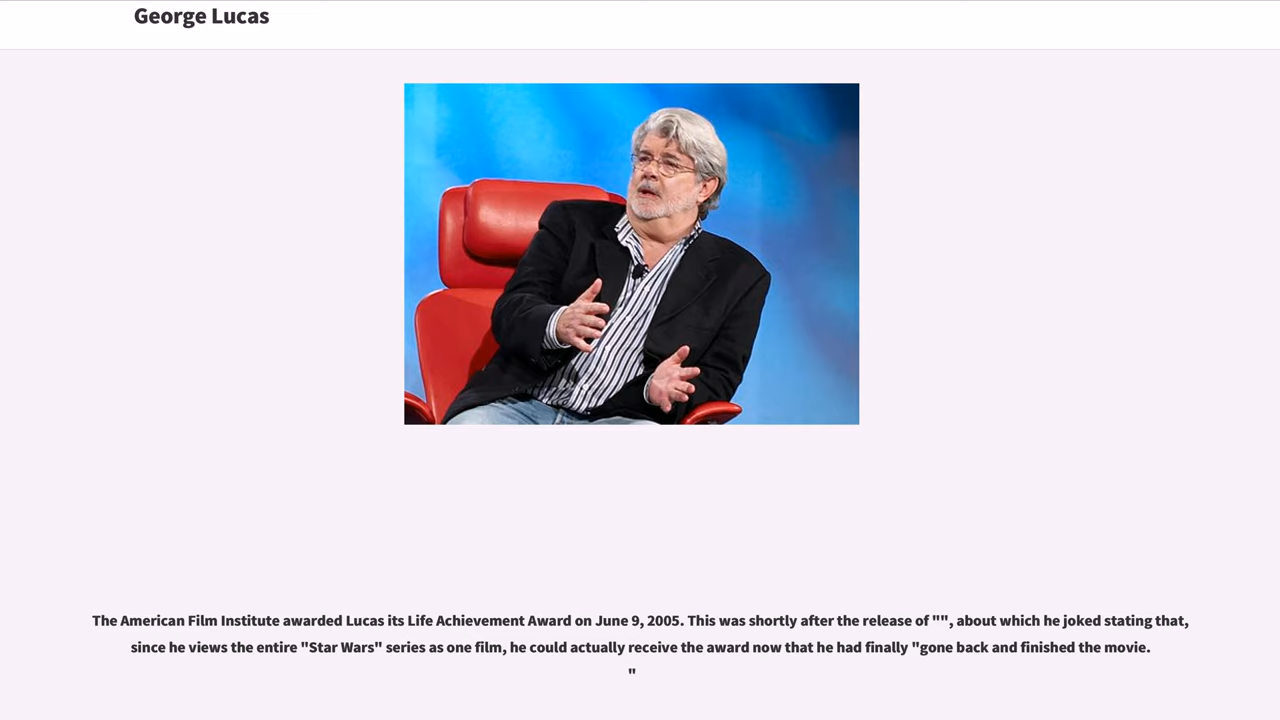 George Lucas
The American Film Institute awarded Lucas its Life Achievement Award on June 9, 2005. This was shortly after the release of "", about which he joked stating that,
since he views the entire "Star Wars" series as one film, he could actually receive the award now that he had finally "gone back and finished the movie.
"